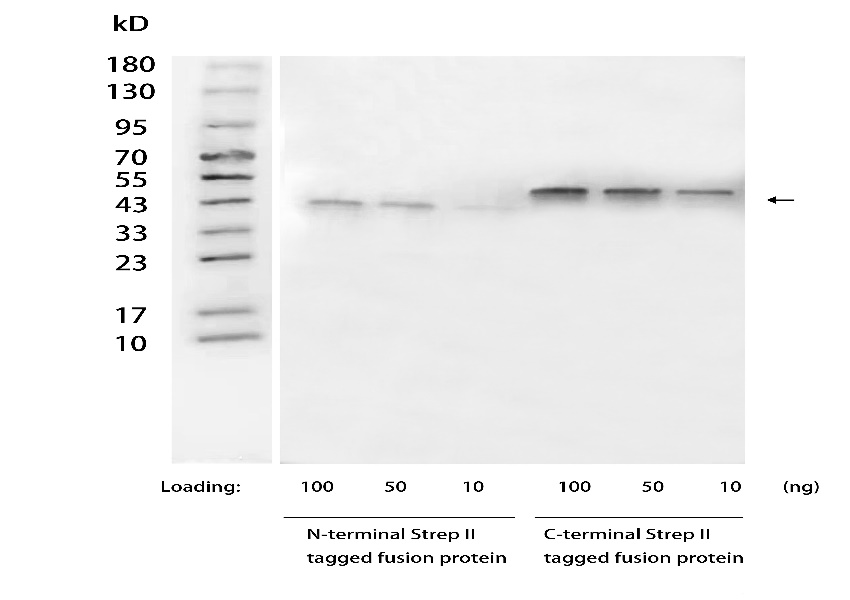 kD
180
130
95
70
55
43
33
23
17
10
Loading: 100 50 10 100 50 10 (ng)
N-terminal Strep II
tagged fusion protein
C-terminal Strep II
tagged fusion protein